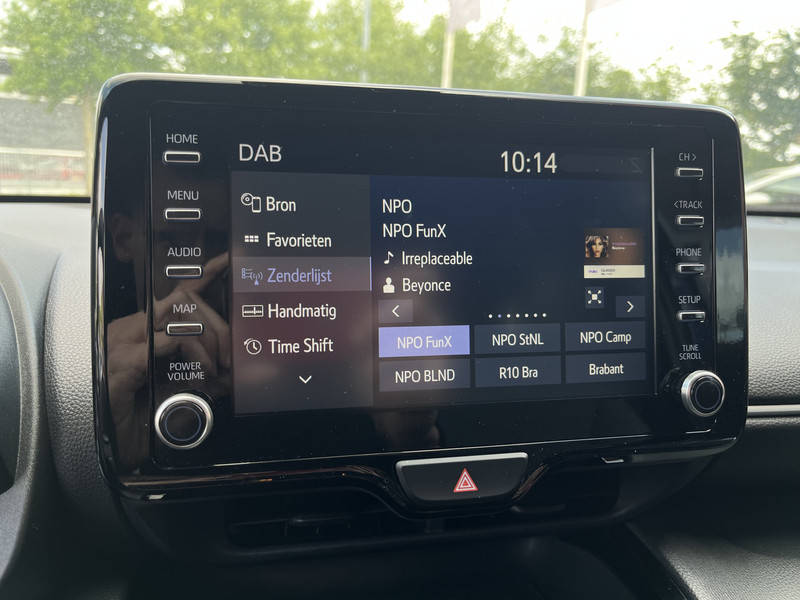 HOME
MENU
AUDIO
MAP
POWER
VOLUME
DAB
10:14
Bron
Favorieten
Zenderlijst
Handmatig
Time Shift
NPO
NPO FunX
Irreplaceable
Beyonce
NPO FunX
NPO StNL
NPO Camp
NPO BLND
R10 Bra
Brabant
CH >
< TRACK
PHONE
SETUP
TUNE
SCROLL